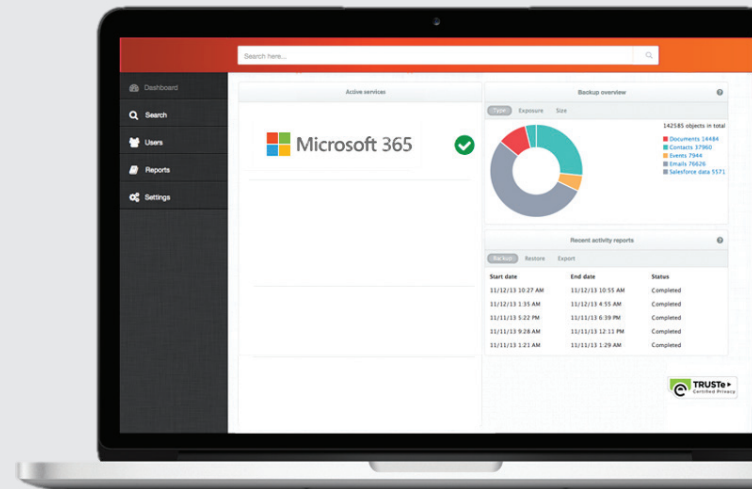 Search here...
Dashboard
Search
Users
Reports
Settings
Active services
Microsoft 365
Backup overview
Type Exposure Size
142585 objects in total
Documents 14484
Contacts 37960
Events 7944
Emails 76626
Salesforce data 5571
Recent activity reports
Restore Export
Start date End date Status
11/12/13 10:27 AM 11/12/13 10:55 AM Completed
11/12/13 1:35 AM 11/12/13 4:55 AM Completed
11/11/13 5:22 PM 11/11/13 6:39 PM Completed
11/11/13 9:28 AM 11/11/13 12:11 PM Completed
11/11/13 1:21 AM 11/11/13 1:29 AM Completed
TRUSTe
Certified Privacy